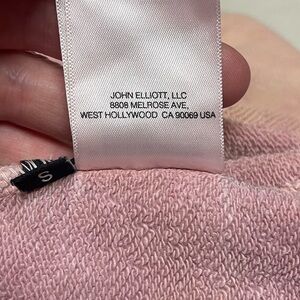 JOHN ELLIOTT, LLC
8808 MELROSE AVE,
WEST HOLLYWOOD CA 90069 USA
S